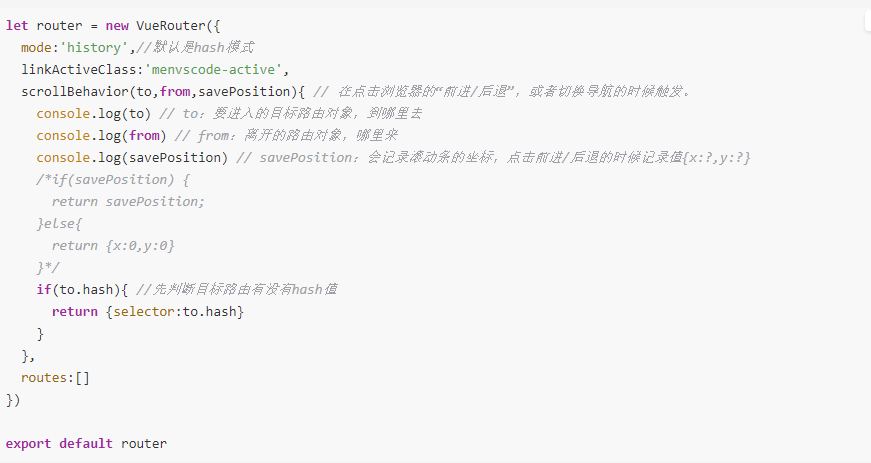 let router = new VueRouter({
  mode:'history',//默认是hash模式
  linkActiveClass:'menvscode-active',
  scrollBehavior(to,from,savePosition){ // 在点击浏览器的“前进/后退”，或者切换导航的时候触发。
    console.log(to) // to：要进入的目标路由对象，到哪里去
    console.log(from) // from：离开的路由对象，哪里来
    console.log(savePosition) // savePosition：会记录滚动条的坐标，点击前进/后退的时候记录值{x:?,y:?}
    /*if(savePosition) {
      return savePosition;
    }else{
      return {x:0,y:0}
    }*/
    if(to.hash){ //先判断目标路由有没有hash值
      return {selector:to.hash}
    }
  },
  routes:[]
})
export default router